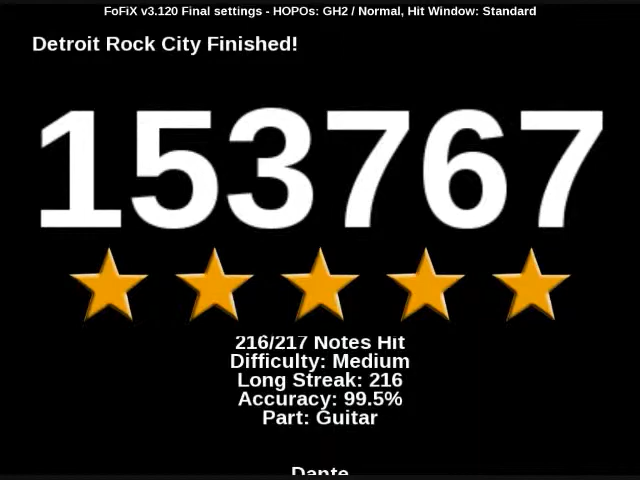 FoFiX v3.120 Final settings - HOPOs: GH2 / Normal, Hit Window: Standard
Detroit Rock City Finished!
153767
216/217 Notes Hit
Difficulty: Medium
Long Streak: 216
Accuracy: 99.5%
Part: Guitar
Dante